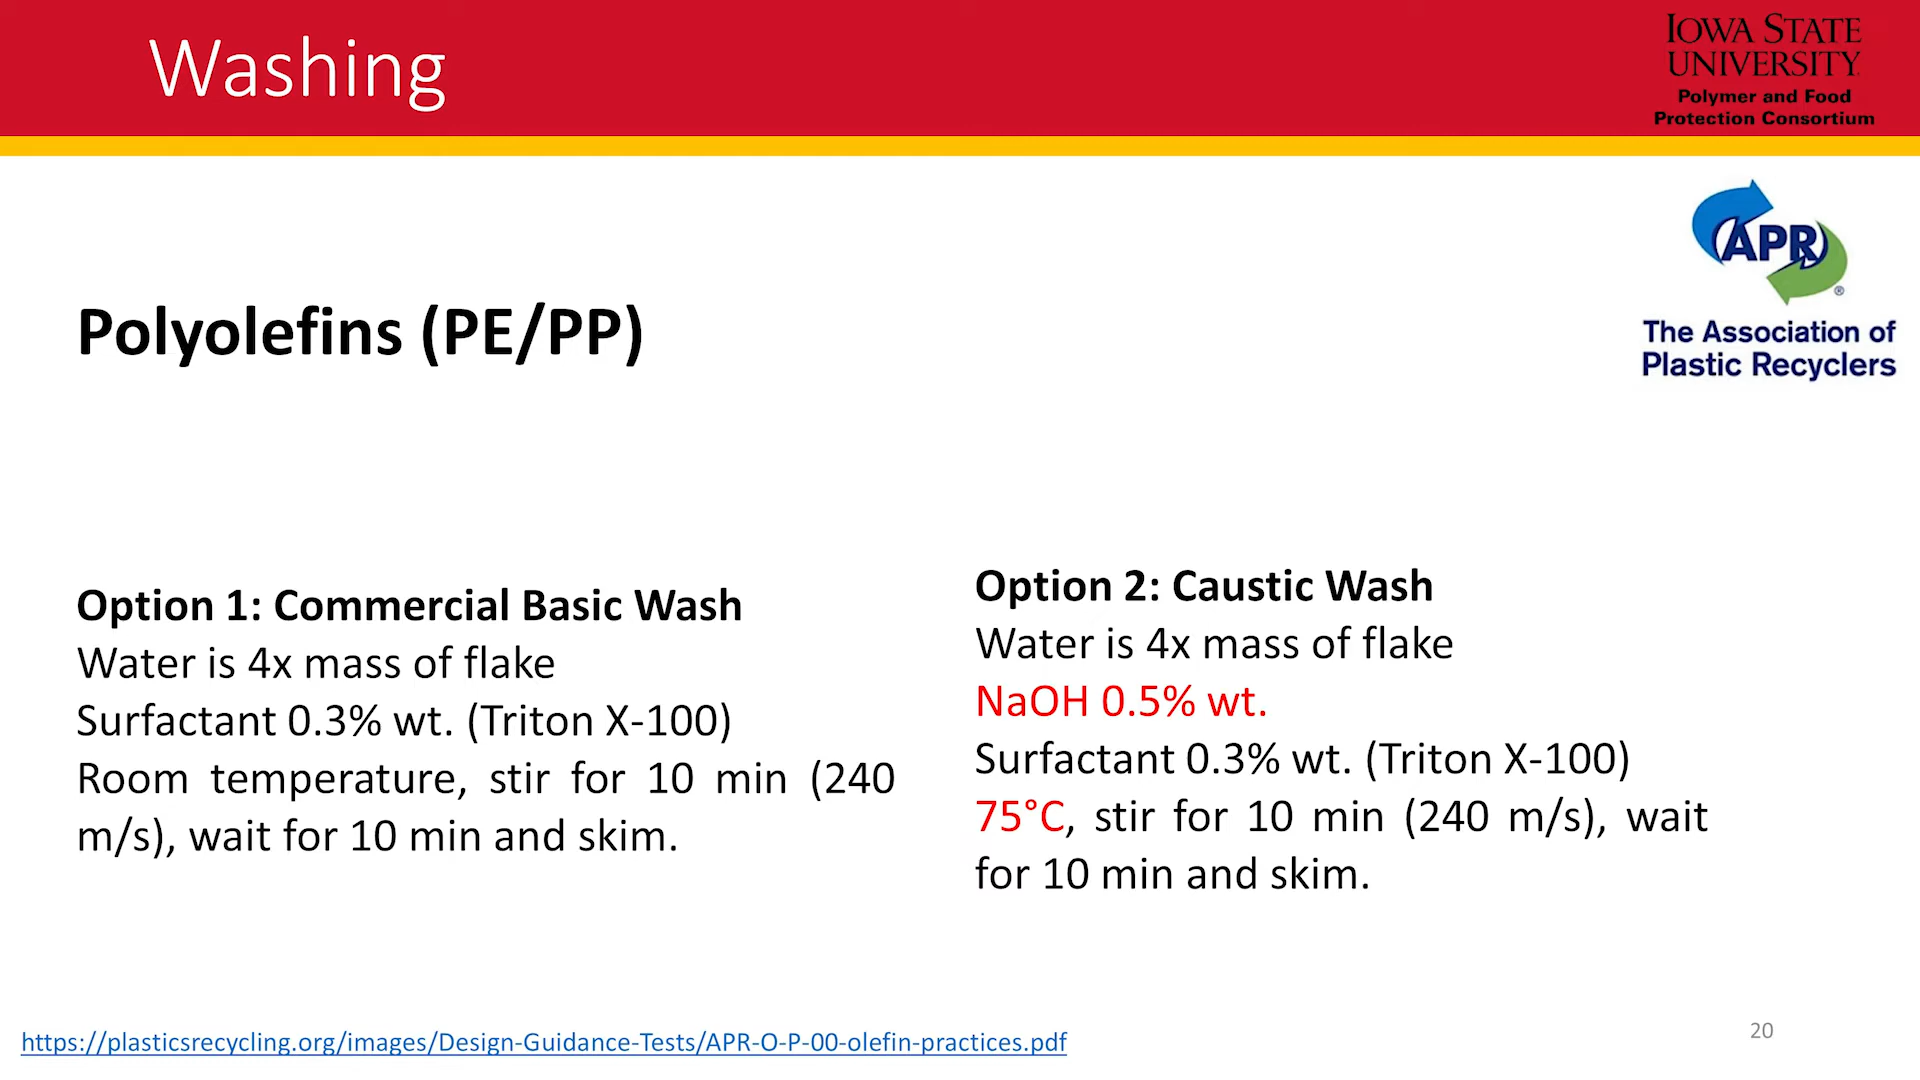 Washing
IOWA STATE
UNIVERSITY
Polymer and Food
Protection Consortium
APR
®
The Association of
Plastic Recyclers
Polyolefins (PE/PP)
Option 1: Commercial Basic Wash
Water is 4x mass of flake
Surfactant 0.3% wt. (Triton X-100)
Room temperature, stir for 10 min (240
m/s), wait for 10 min and skim.
Option 2: Caustic Wash
Water is 4x mass of flake
NaOH 0.5% wt.
Surfactant 0.3% wt. (Triton X-100)
75°C, stir for 10 min (240 m/s), wait
for 10 min and skim.
https://plasticsrecycling.org/images/Design-Guidance-Tests/APR-O-P-00-olefin-practices.pdf
20